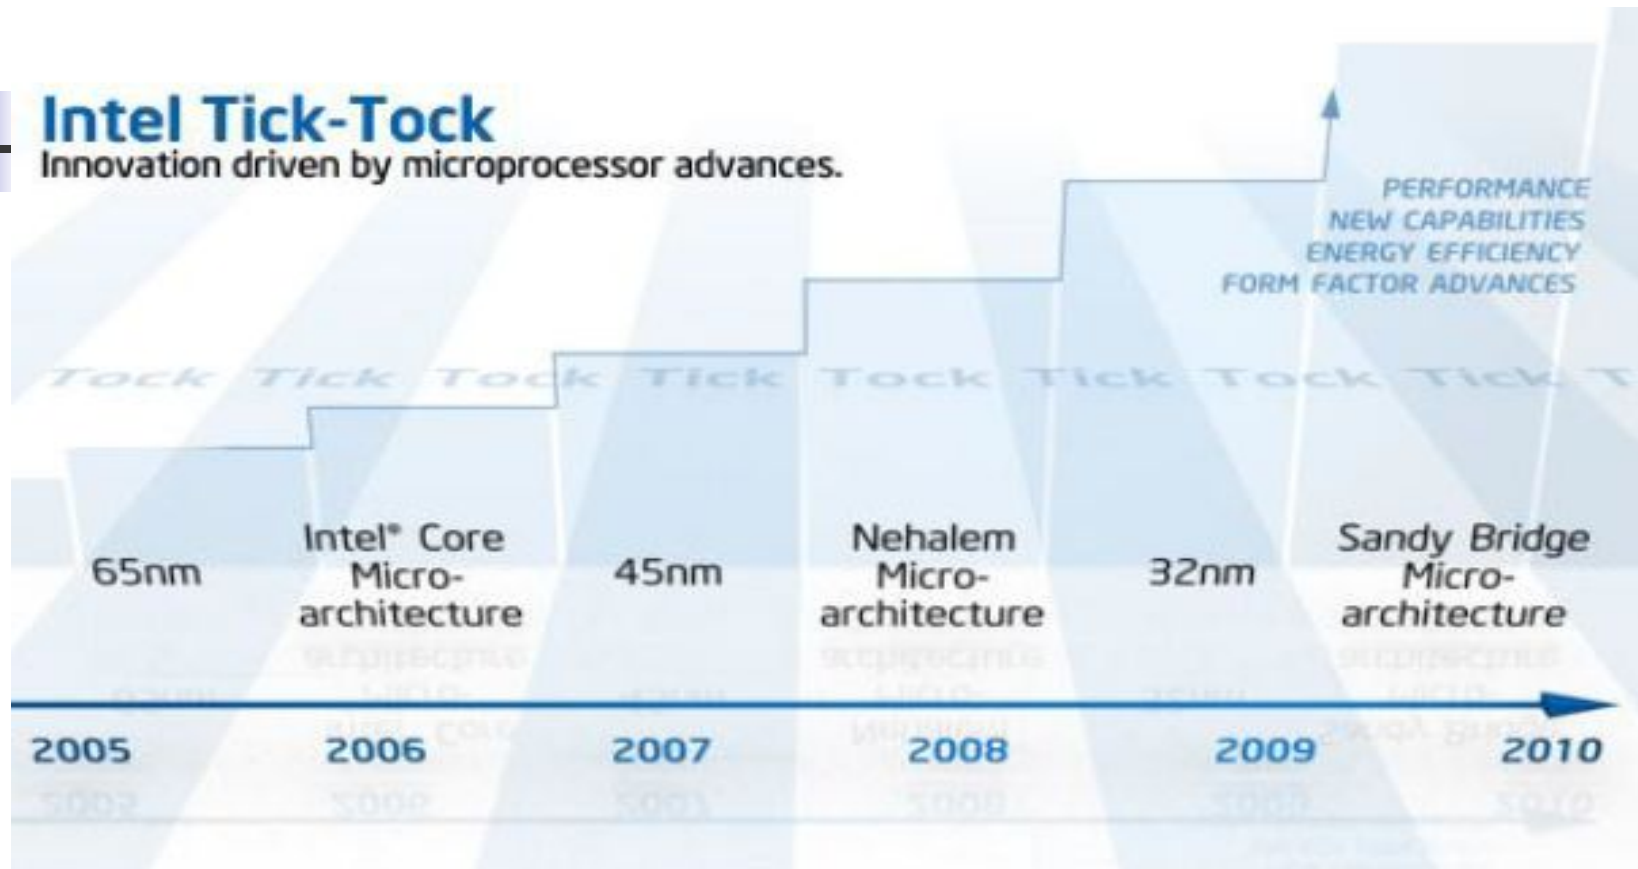 Intel Tick-Tock
Innovation driven by microprocessor advances.
PERFORMANCE
NEW CAPABILITIES
ENERGY EFFICIENCY
FORM FACTOR ADVANCES
Tock Tick Tock Tick Tock Tick Tock Tick T
65nm
Intel® Core
Micro-
architecture
45nm
Nehalem
Micro-
architecture
32nm
Sandy Bridge
Micro-
architecture
2005 2006 2007 2008 2009 2010